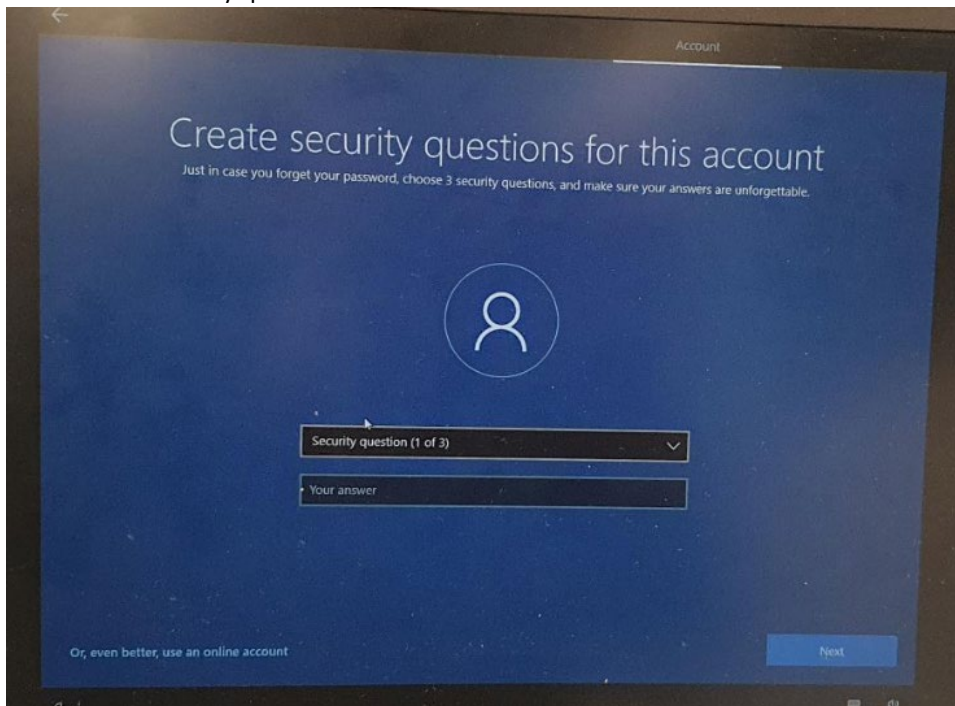 Account
Create security questions for this account
Just in case you forget your password, choose 3 security questions, and make sure your answers are unforgettable.
Security question (1 of 3)
Your answer
Or, even better, use an online account
Next